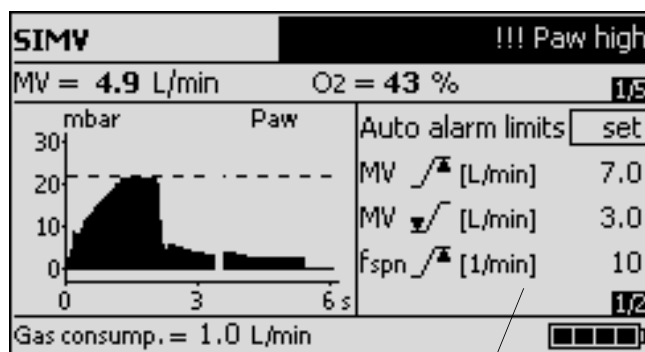 SIMV !!! Paw high
MV = 4.9 L/min O2 = 43 % 1/5
mbar Paw
30
20
10
0
0 3 6 s
Auto alarm limits set
MV [L/min] 7.0
MV [L/min] 3.0
fspn [1/min] 10
1/2
Gas consump. = 1.0 L/min